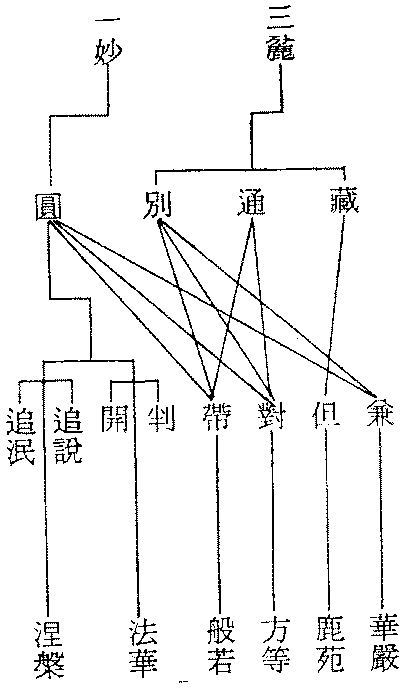 三麤
一妙
藏
通
別
圓
兼
但
對
帶
判
開
追說
追泯
華嚴
鹿苑
方等
般若
法華
涅槃